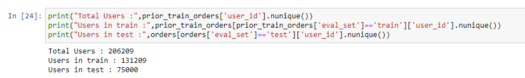 In [24]: print("Total Users :",prior_train_orders['user_id'].nunique())
print("Users in train :",prior_train_orders[prior_train_orders['eval_set']=='train']['user_id'].nunique())
print("Users in test :",orders[orders['eval_set']=='test']['user_id'].nunique())
Total Users : 206209
Users in train : 131209
Users in test : 75000